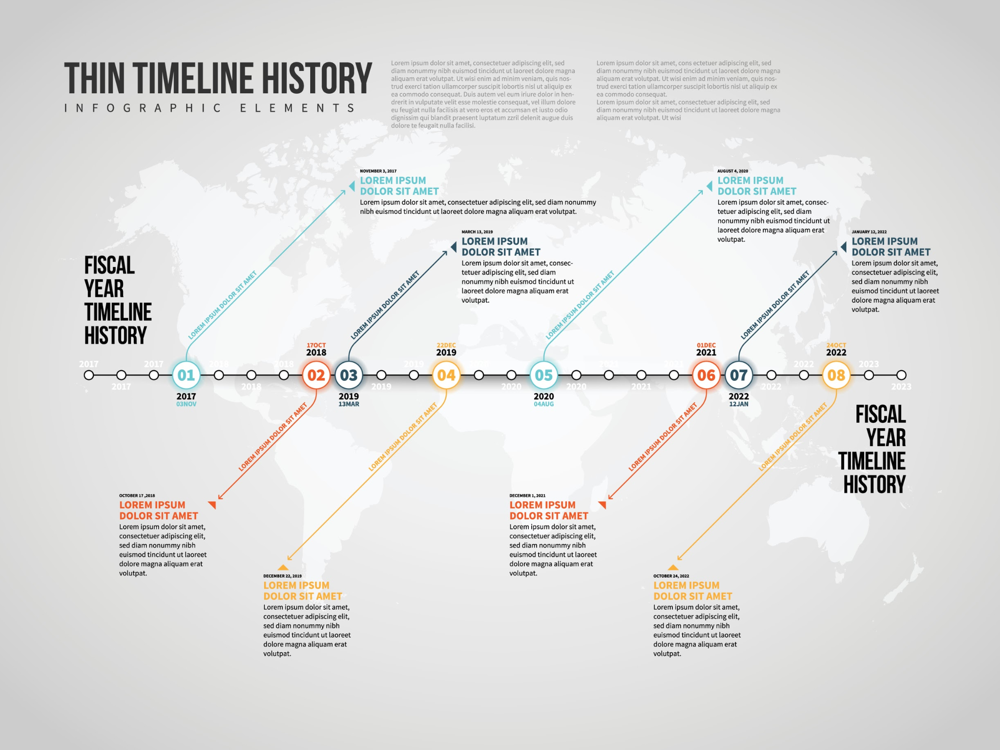 THIN TIMELINE HISTORY
INFOGRAPHIC ELEMENTS
Lorem ipsum dolor sit amet, consectetuer adipiscing elit, sed
diam nonummy nibh euismod tincidunt ut laoreet dolore magna
aliquam erat volutpat. Ut wisi enim ad minim veniam, quis nos-
trud exerci tation ullamcorper suscipit lobortis nisl ut aliquip ex
ea commodo consequat. Duis autem vel eum iriure dolor in hen-
drerit in vulputate velit esse molestie consequat, vel illum dolore
eu feugiat nulla facilisis at vero eros et accumsan et iusto odio
dignissim qui blandit praesent luptatum zzril delenit augue duis
dolore te feugait nulla facilisi.
Lorem ipsum dolor sit amet, cons ectetuer adipiscing elit, sed
diam nonummy nibh euismod tincidunt ut laoreet dolore magna
aliquam erat volutpat. Ut wisi enim ad minim veniam, quis nos-
trud exerci tation ullamcorper suscipit lobortis nisl ut aliquip ex
ea commodo consequat.
Lorem ipsum dolor sit amet, consectetuer adipiscing elit, sed
diam nonummy nibh euismod tincidunt ut laoreet dolore magna
aliquam erat volutpat. Ut wisi
NOVEMBER 3, 2017
LOREM IPSUM
DOLOR SIT AMET
Lorem ipsum dolor sit amet, consectetuer adipiscing elit, sed diam nonummy
nibh euismod tincidunt ut laoreet dolore magna aliquam erat volutpat.
AUGUST 4, 2020
LOREM IPSUM
DOLOR SIT AMET
Lorem ipsum dolor sit amet, consec-
tetuer adipiscing elit, sed diam
nonummy nibh euismod tincidunt ut
laoreet dolore magna aliquam erat
volutpat.
MARCH 13, 2019
LOREM IPSUM
DOLOR SIT AMET
Lorem ipsum dolor sit amet, consec-
tetuer adipiscing elit, sed diam
nonummy nibh euismod tincidunt ut
laoreet dolore magna aliquam erat
volutpat.
JANUARY 12, 2022
LOREM IPSUM
DOLOR SIT AMET
Lorem ipsum dolor sit amet,
consectetuer adipiscing elit,
sed diam nonummy nibh
euismod tincidunt ut laoreet
dolore magna aliquam erat
volutpat.
FISCAL
YEAR
TIMELINE
HISTORY
LOREM IPSUM DOLOR SIT AMET
LOREM IPSUM DOLOR SIT AMET
LOREM IPSUM DOLOR SIT AMET
LOREM IPSUM DOLOR SIT AMET
17OCT
2018
22DEC
2019
01DEC
2021
24OCT
2022
2017
2017
2018
2018
2019
2020
2021
2022
2023
01
02
03
04
05
06
07
08
2017
2018
2019
2020
2020
2021
2022
2023
2017
03NOV
2019
13MAR
2020
04AUG
2022
12JAN
LOREM IPSUM DOLOR SIT AMET
LOREM IPSUM DOLOR SIT AMET
LOREM IPSUM DOLOR SIT AMET
LOREM IPSUM DOLOR SIT AMET
FISCAL
YEAR
TIMELINE
HISTORY
OCTOBER 17 ,2018
LOREM IPSUM
DOLOR SIT AMET
Lorem ipsum dolor sit amet,
consectetuer adipiscing elit,
sed diam nonummy nibh
euismod tincidunt ut laoreet
dolore magna aliquam erat
volutpat.
DECEMBER 1, 2021
LOREM IPSUM
DOLOR SIT AMET
Lorem ipsum dolor sit amet,
consectetuer adipiscing elit,
sed diam nonummy nibh
euismod tincidunt ut laoreet
dolore magna aliquam erat
volutpat.
DECEMBER 22, 2019
LOREM IPSUM
DOLOR SIT AMET
Lorem ipsum dolor sit amet,
consectetuer adipiscing elit,
sed diam nonummy nibh
euismod tincidunt ut laoreet
dolore magna aliquam erat
volutpat.
OCTOBER 24, 2022
LOREM IPSUM
DOLOR SIT AMET
Lorem ipsum dolor sit amet,
consectetuer adipiscing elit,
sed diam nonummy nibh
euismod tincidunt ut laoreet
dolore magna aliquam erat
volutpat.